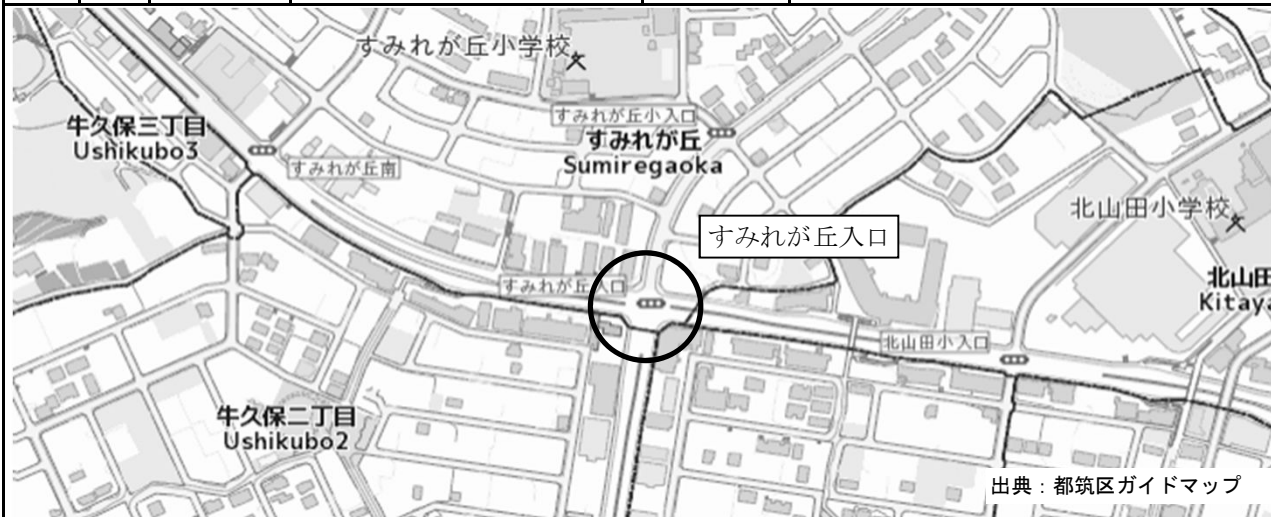 すみれが丘小学校
牛久保三丁目
Ushikubo3
すみれが丘小入口
すみれが丘
Sumiregaoka
すみれが丘南
北山田小学校
すみれが丘入口
北山田
Kitaya
すみれが丘入口
北山田小入口
牛久保二丁目
Ushikubo2
出典：都筑区ガイドマップ